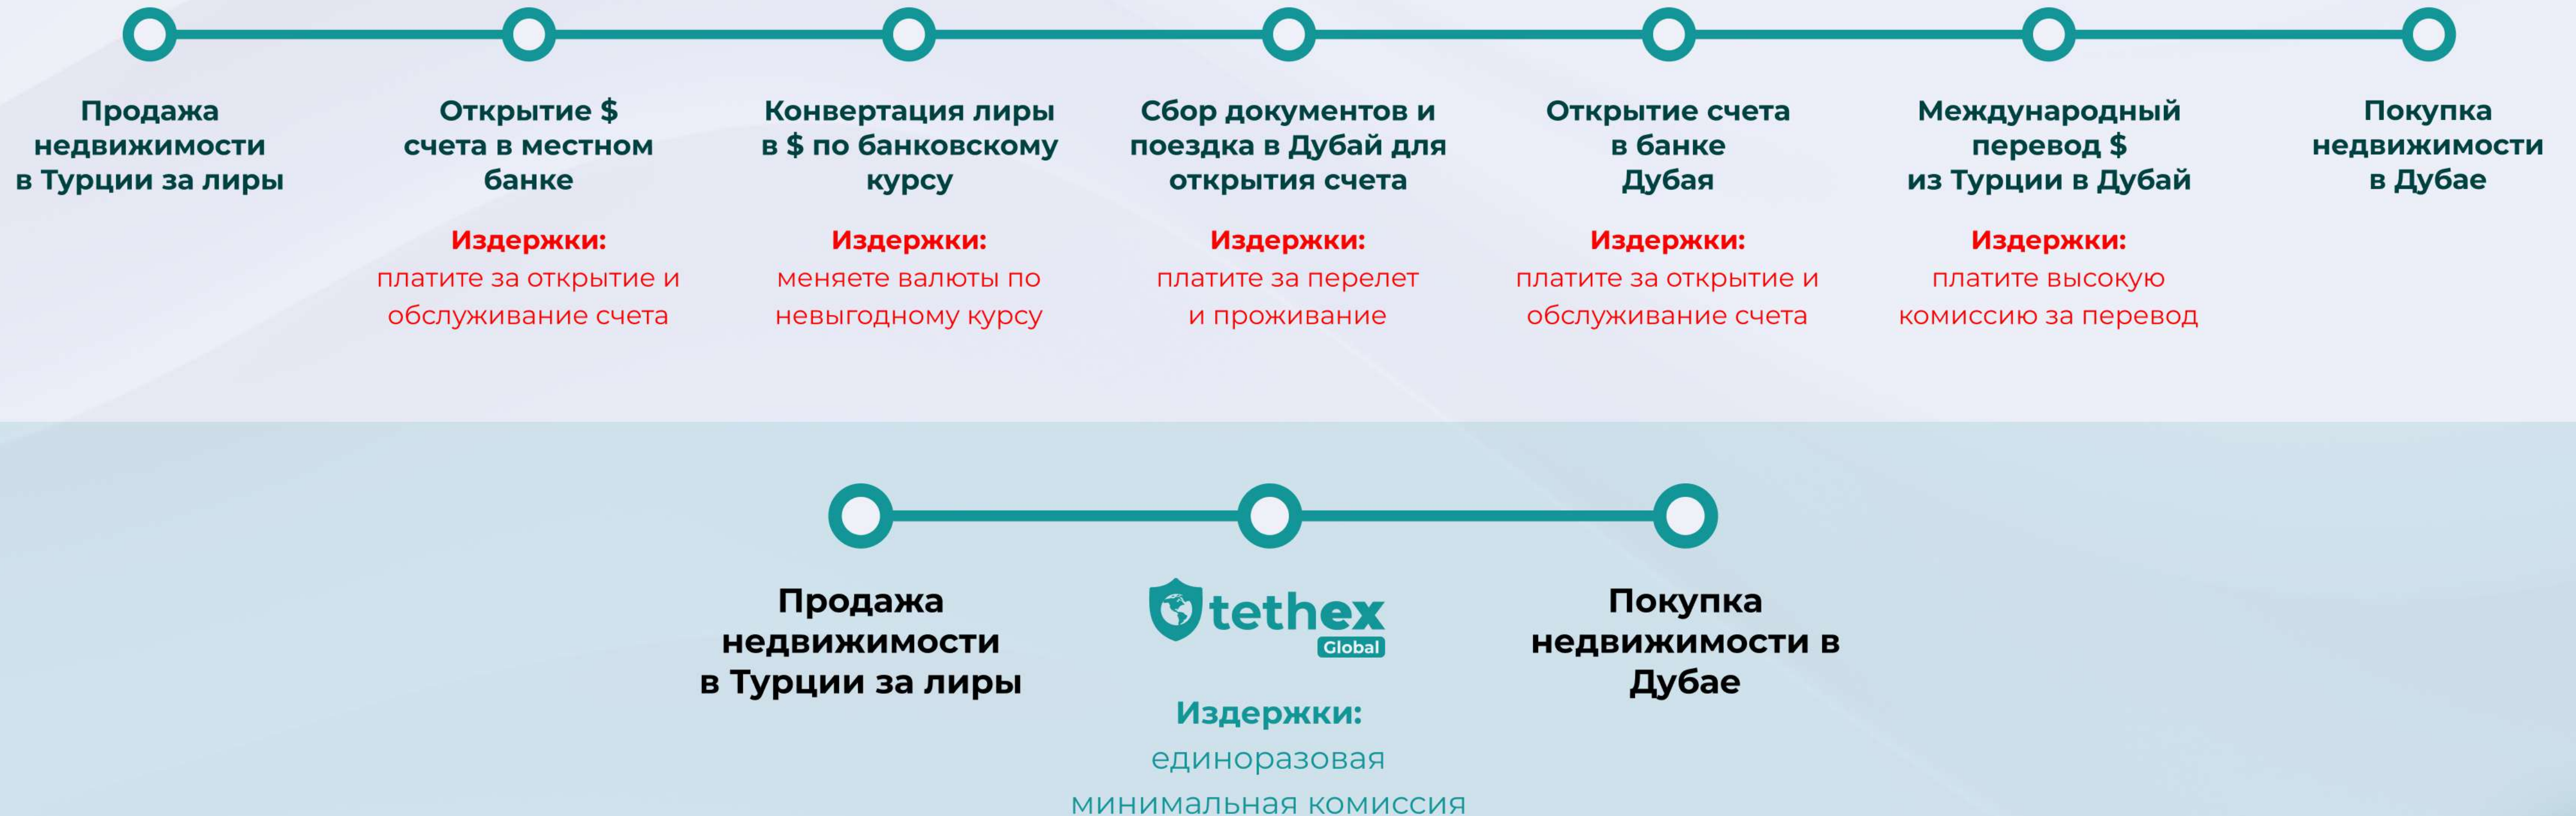 Продажа
недвижимости
в Турции за лиры
Открытие $
счета в местном
банке
Издержки:
платите за открытие и
обслуживание счета
Конвертация лиры
в $ по банковскому
курсу
Издержки:
меняете валюты по
невыгодному курсу
Сбор документов и
поездка в Дубай для
открытия счета
Издержки:
платите за перелет
и проживание
Открытие счета
в банке
Дубая
Издержки:
платите за открытие и
обслуживание счета
Международный
перевод $
из Турции в Дубай
Издержки:
платите высокую
комиссию за перевод
Покупка
недвижимости
в Дубае
Продажа
недвижимости
в Турции за лиры
tethex
Global
Издержки:
единоразовая
минимальная комиссия
Покупка
недвижимости в
Дубае